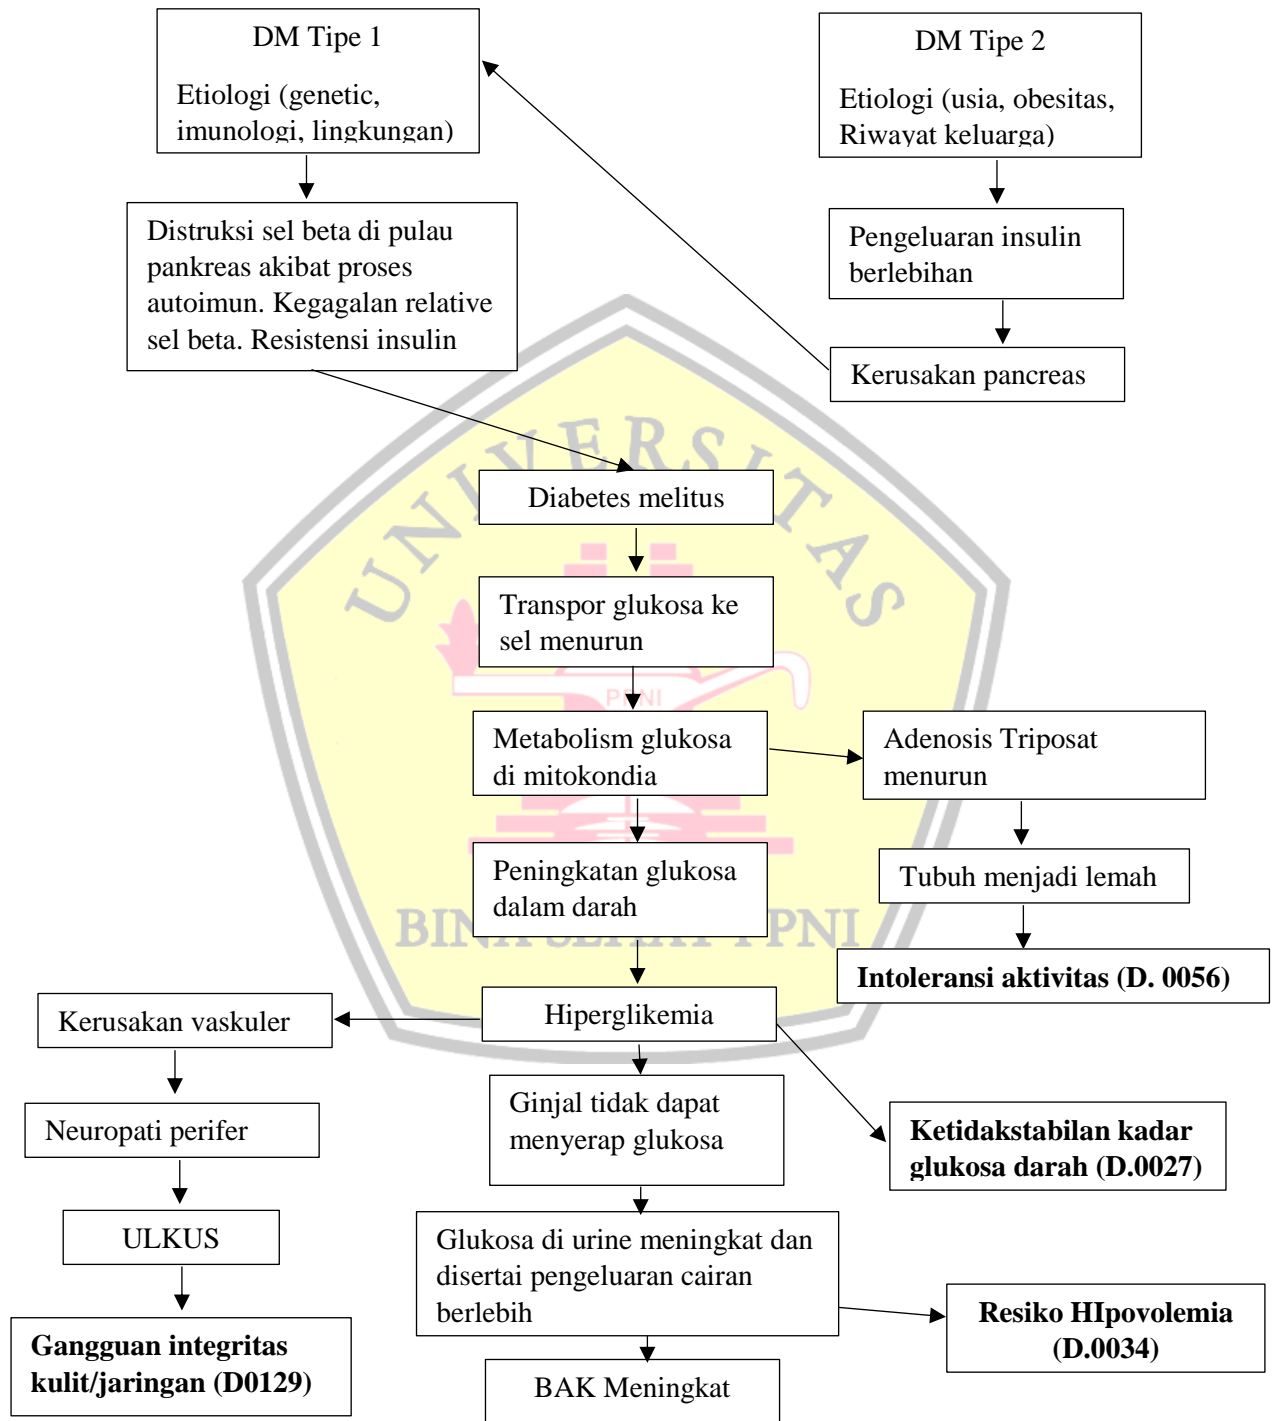 DM Tipe 1
Etiologi (genetic,
imunologi, lingkungan)
DM Tipe 2
Etiologi (usia, obesitas,
Riwayat keluarga)
Distruksi sel beta di pulau
pankreas akibat proses
autoimun. Kegagalan relative
sel beta. Resistensi insulin
Pengeluaran insulin
berlebihan
Kerusakan pancreas
UNIVERSITAS
Diabetes melitus
Transpor glukosa ke
sel menurun
PPNI
Metabolism glukosa
di mitokondia
Adenosis Triposat
menurun
Peningkatan glukosa
dalam darah
Tubuh menjadi lemah
BINA PPNI
Intoleransi aktivitas (D. 0056)
Kerusakan vaskuler
Hiperglikemia
Neuropati perifer
Ginjal tidak dapat
menyerap glukosa
Ketidakstabilan kadar
glukosa darah (D.0027)
ULKUS
Glukosa di urine meningkat dan
disertai pengeluaran cairan
berlebih
Resiko HIpovolemia
(D.0034)
Gangguan integritas
kulit/jaringan (D0129)
BAK Meningkat